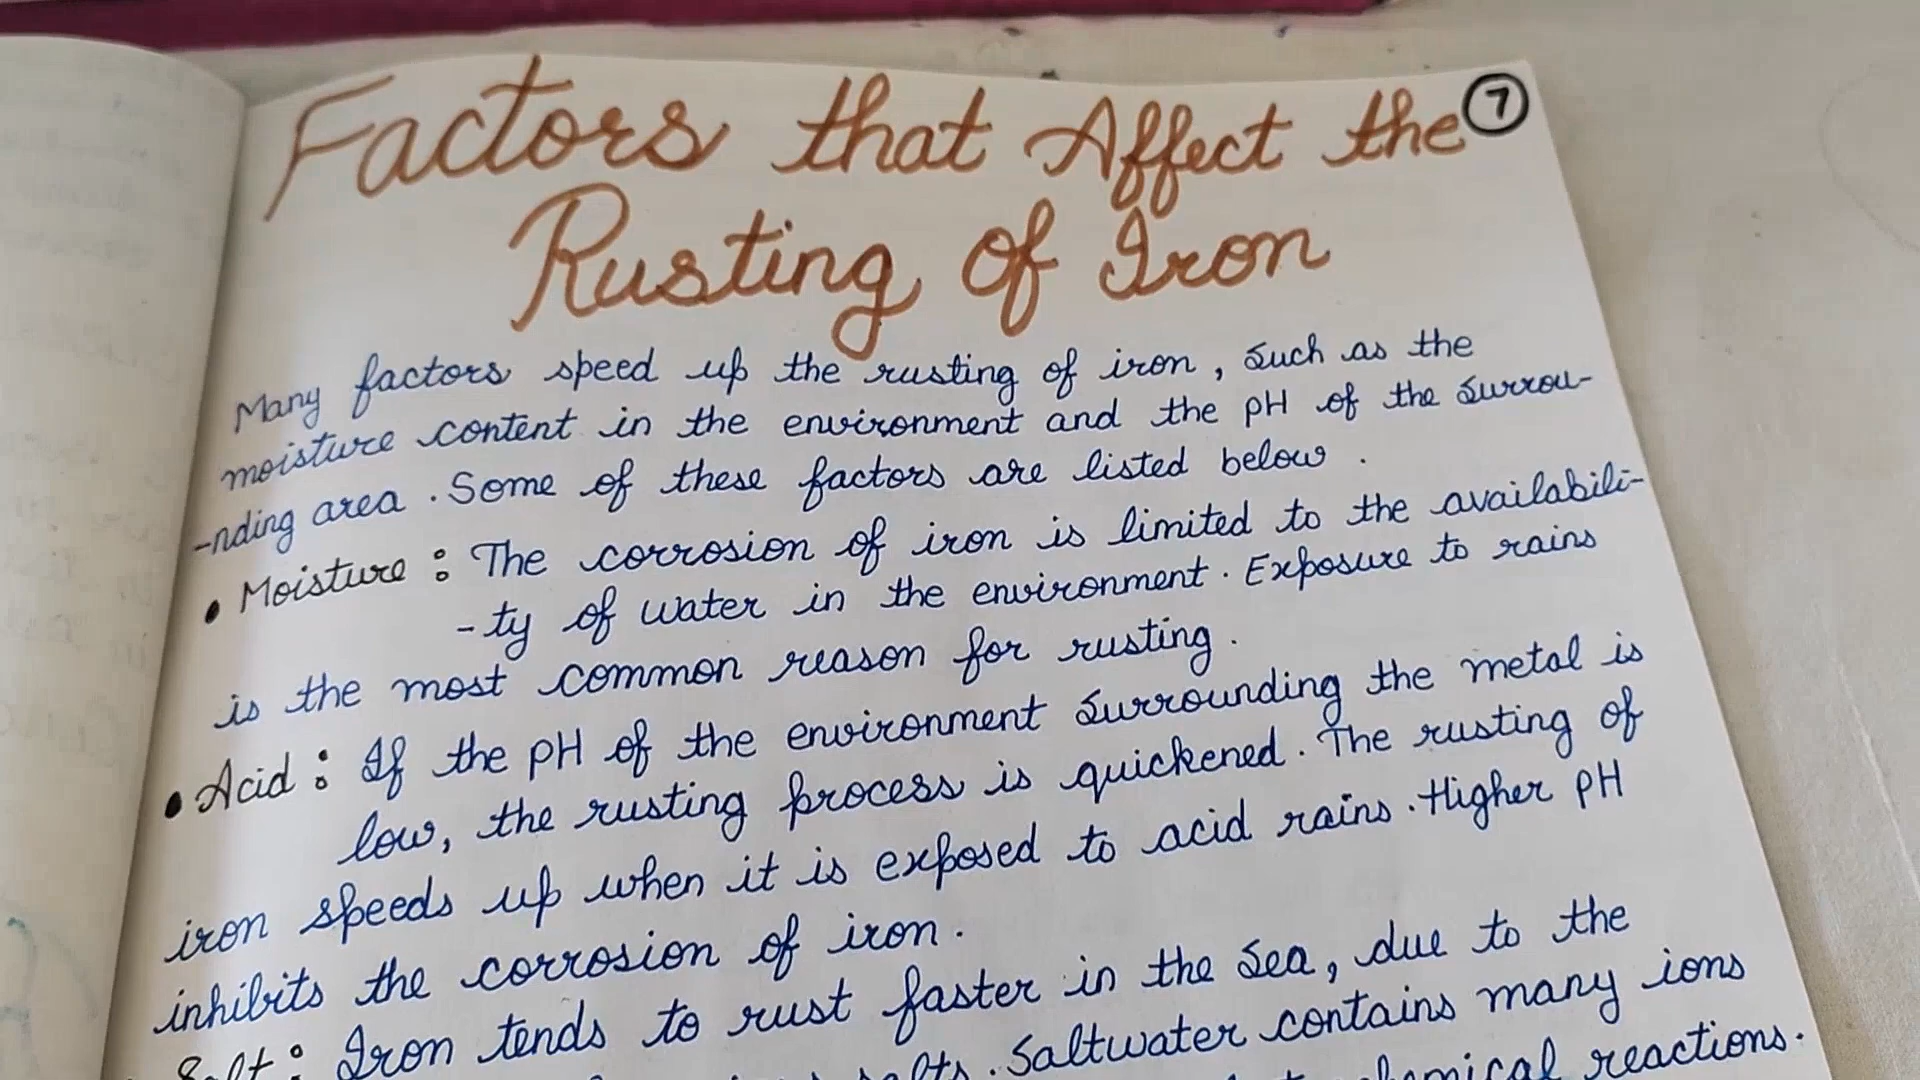 Factors that Affect the 7
Rusting of Iron
Many factors speed up the rusting of iron, such as the
moisture content in the environment and the pH of the surrou-
-nding area. Some of these factors are listed below.
• Moisture : The corrosion of iron is limited to the availabili-
-ty of water in the environment. Exposure to rains
is the most common reason for rusting.
• Acid : If the pH of the environment surrounding the metal is
low, the rusting process is quickened. The rusting of
iron speeds up when it is exposed to acid rains. Higher pH
inhibits the corrosion of iron.
Salt : Iron tends to rust faster in the sea, due to the
salts. Saltwater contains many ions
chemical reactions.